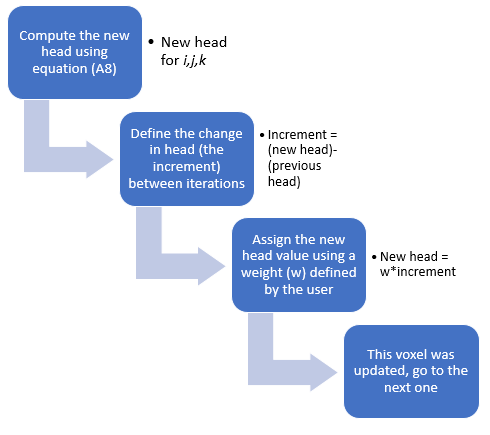 Compute the new
head using
equation (A8)
• New head
for i,j,k
Define the change
in head (the
increment)
between iterations
• Increment =
(new head)-
(previous
head)
Assign the new
head value using a
weight (w) defined
by the user
• New head =
w*increment
This voxel was
updated, go to the
next one